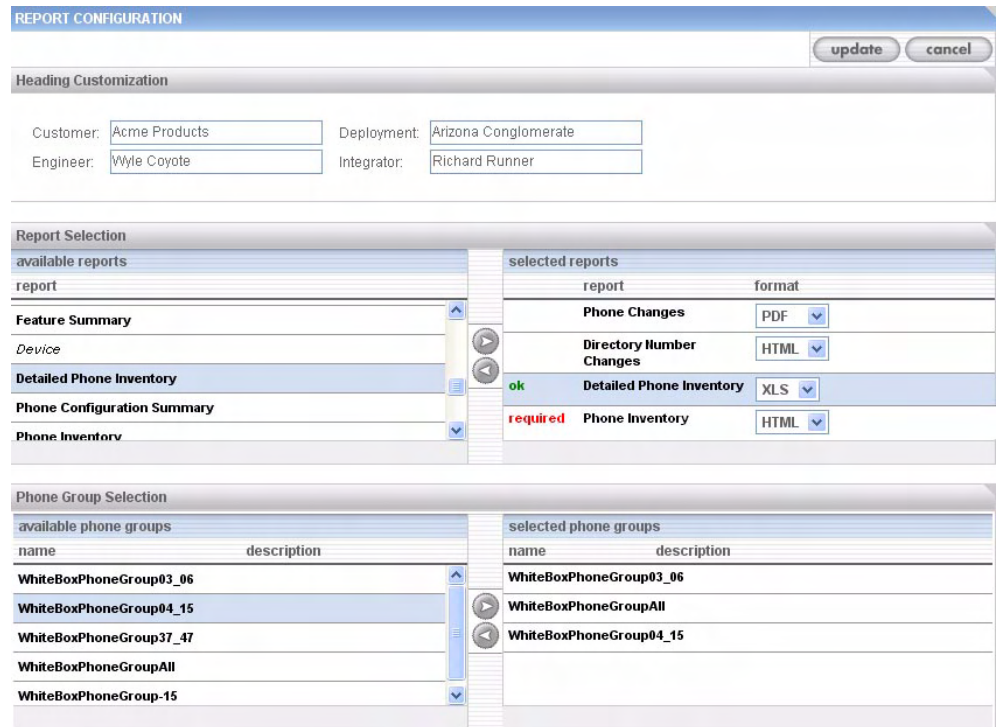 REPORT CONFIGURATION
update cancel
Heading Customization
Customer: Acme Products Deployment: Arizona Conglomerate
Engineer: Wyle Coyote Integrator: Richard Runner
Report Selection
available reports selected reports
report report format
Feature Summary Phone Changes PDF
Device Directory Number Changes HTML
Detailed Phone Inventory ok Detailed Phone Inventory XLS
Phone Configuration Summary required Phone Inventory HTML
Phone Inventory
Phone Group Selection
available phone groups selected phone groups
name description name description
WhiteBoxPhoneGroup03_06 WhiteBoxPhoneGroup03_06
WhiteBoxPhoneGroup04_15 WhiteBoxPhoneGroupAll
WhiteBoxPhoneGroup37_47 WhiteBoxPhoneGroup04_15
WhiteBoxPhoneGroupAll
WhiteBoxPhoneGroup-15